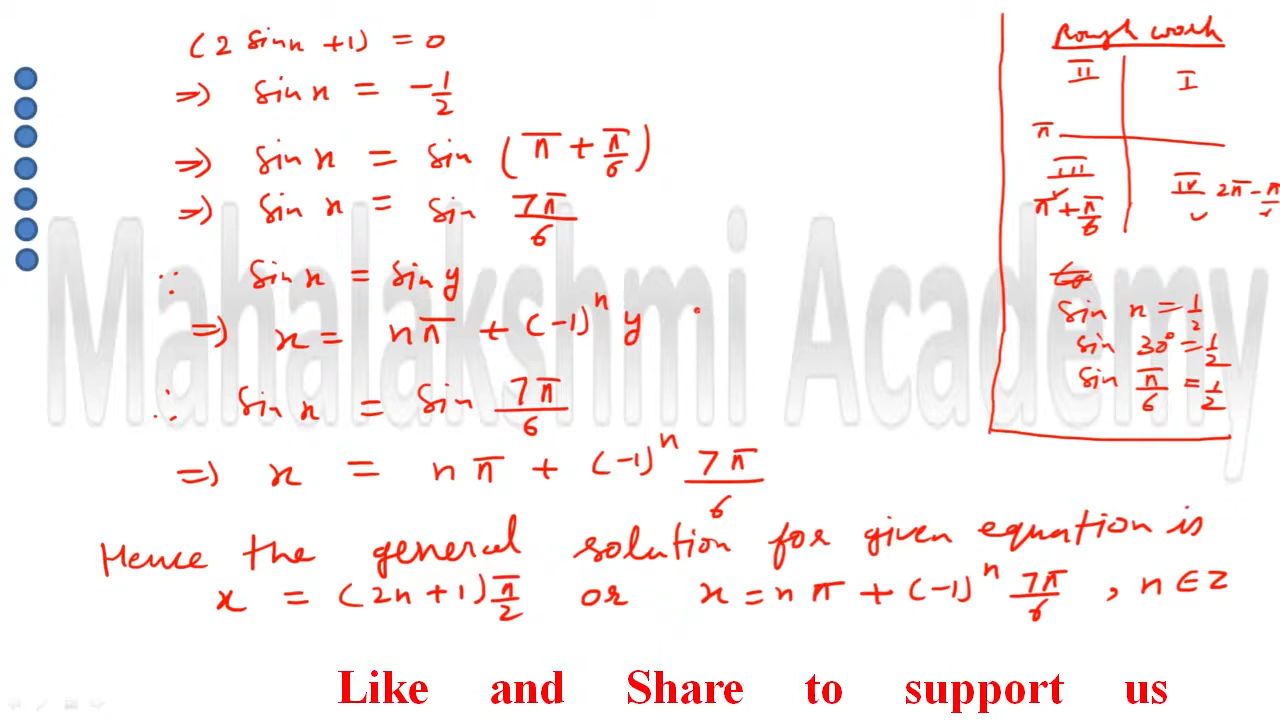 (2 sin x + 1) = 0
⇒) sin x = -1/2
⇒) sin x = sin (π + π/6)
⇒) sin x = sin 7π/6
∵ sin x = sin y
⇒) x = nπ + (-1)^n y
∴ sin x = sin 7π/6
⇒) x = nπ + (-1)^n 7π/6
Hence the general solution for given equation is
x = (2n+1)π/2 or x = nπ + (-1)^n 7π/6 , n ∈ Z
Rough work
II I
π
III IV 2π - π/
π + π/6
sin x = 1/2
sin 30° = 1/2
sin π/6 = 1/2
Mahalakshmi Academy
Like and Share to support us